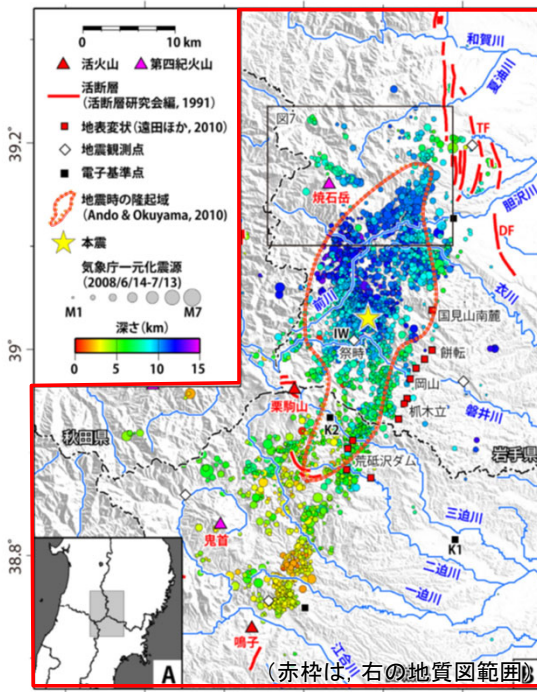 0 10 km
活火山 第四紀火山
活断層
(活断層研究会編, 1991)
地表変状(遠田ほか, 2010)
地震観測点
電子基準点
地震時の隆起域
(Ando & Okuyama, 2010)
本震
気象庁一元化震源
(2008/6/14-7/13)
M1 M7
深さ(km)
0 5 10 15
39.2°
39°
38.8°
和賀川
夏油川
図7
TF
焼石岳
胆沢川
DF
衣川
前川
国見山南麓
IW
祭畤
餅転
岡山
栗駒山
枛木立
磐井川
K2
秋田県
岩手県
荒砥沢ダム
三迫川
鬼首
K1
二迫川
一迫川
鳴子
江合川
A
(赤枠は，右の地質図範囲)